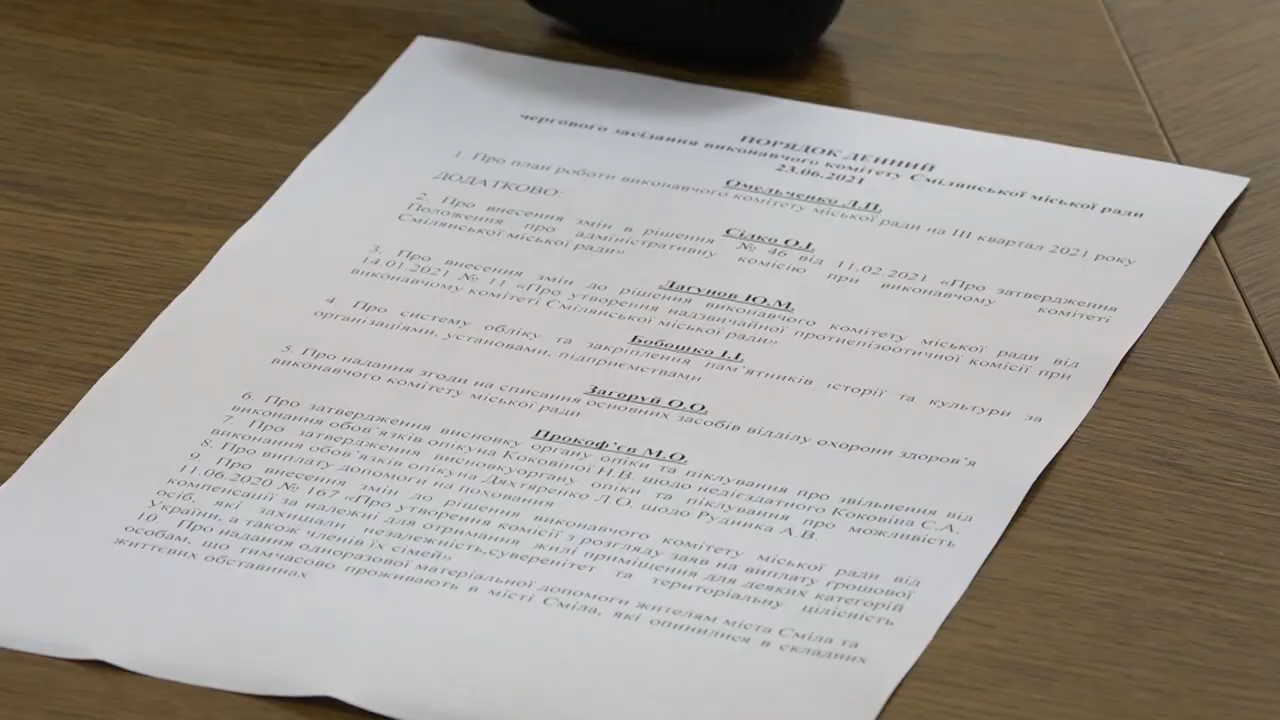 ПОРЯДОК ДЕННИЙ
чергового засідання виконавчого комітету Смілянської міської ради
23.06.2021
Омельченко Л.П.
1. Про план роботи виконавчого комітету міської ради на ІІІ квартал 2021 року
ДОДАТКОВО:
Сідко О.І.
2. Про внесення змін в рішення № 46 від 11.02.2021 «Про затвердження
Положення про адміністративну комісію при виконавчому комітеті
Смілянської міської ради»
Лагунов Ю.М.
3. Про внесення змін до рішення виконавчого комітету міської ради від
14.01.2021 № 11 «Про утворення надзвичайної протиепізоотичної комісії при
виконавчому комітеті Смілянської міської ради»
Бобошко І.І.
4. Про систему обліку та закріплення пам`ятників історії та культури за
організаціями, установами, підприємствами
Загоруй О.О.
5. Про надання згоди на списання основних засобів відділу охорони здоров`я
виконавчого комітету міської ради
Прокоф`єв М.О.
6. Про затвердження висновку органу опіки та піклування про звільнення від
виконання обов`язків опікуна Коковіної Н.В. щодо недієздатного Коковіна С.А.
7. Про затвердження висновкуоргану опіки та піклування про можливість
виконання обов`язків опікуна Дяхтяренко Л.О. щодо Рудника А.В.
8. Про виплату допомоги на поховання
9. Про внесення змін до рішення виконавчого комітету міської ради від
11.06.2020 № 167 «Про утворення комісії з розгляду заяв на виплату грошової
компенсації за належні для отримання жилі приміщення для деяких категорій
осіб, які захищали незалежність,суверенітет та територіальну цілісність
України, а також членів їх сімей»
10. Про надання одноразової матеріальної допомоги жителям міста Сміла та
особам, що тимчасово проживають в місті Сміла, які опинилися в складних
життєвих обставинах